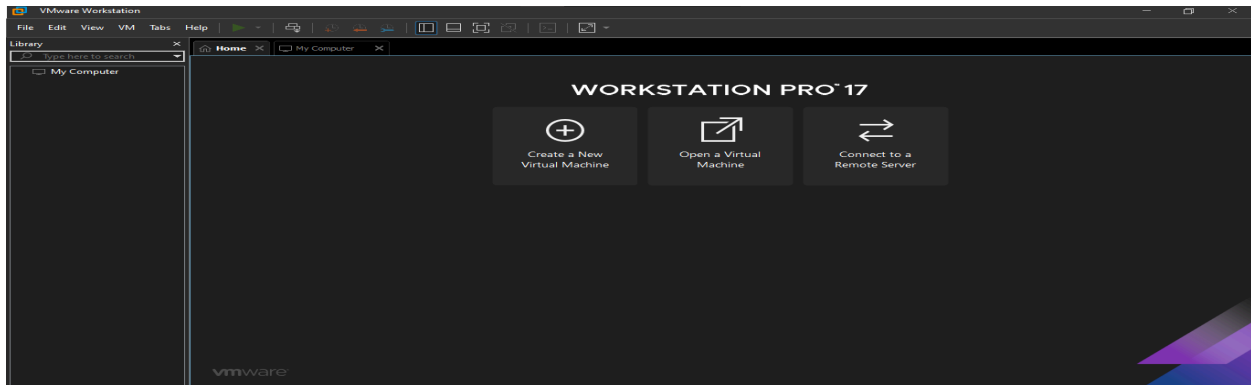 VMware Workstation
File Edit View VM Tabs Help
Library
Type here to search
My Computer
Home
My Computer
WORKSTATION PRO™ 17
Create a New
Virtual Machine
Open a Virtual
Machine
Connect to a
Remote Server
vmware®